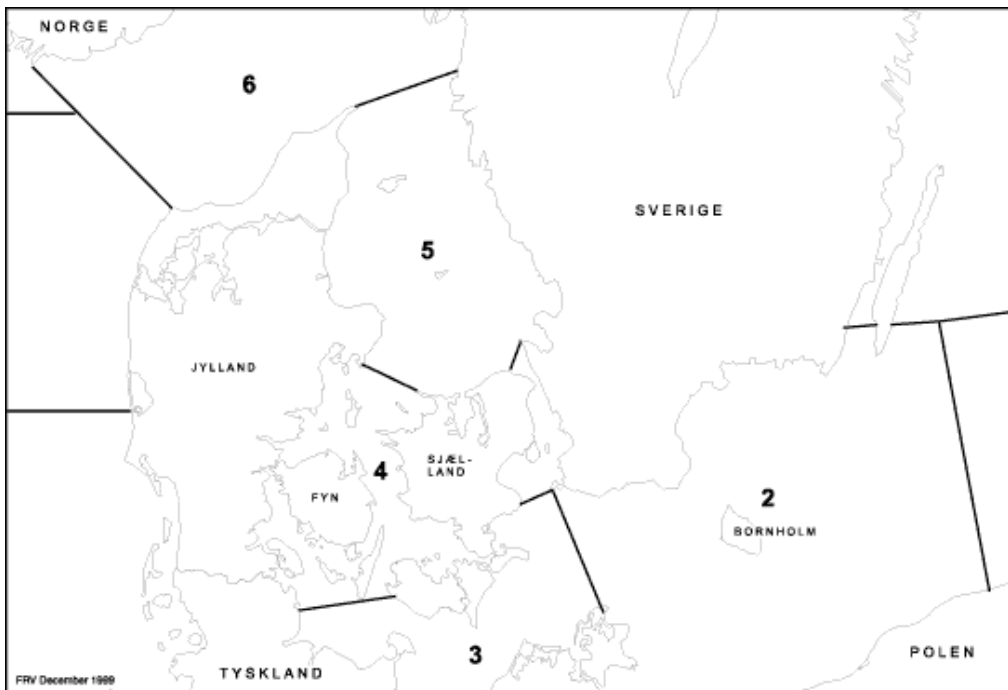 NORGE
6
SVERIGE
5
JYLLAND
SJÆL-
LAND
4
FYN
2
BORNHOLM
3
POLEN
TYSKLAND
FRV December 1999